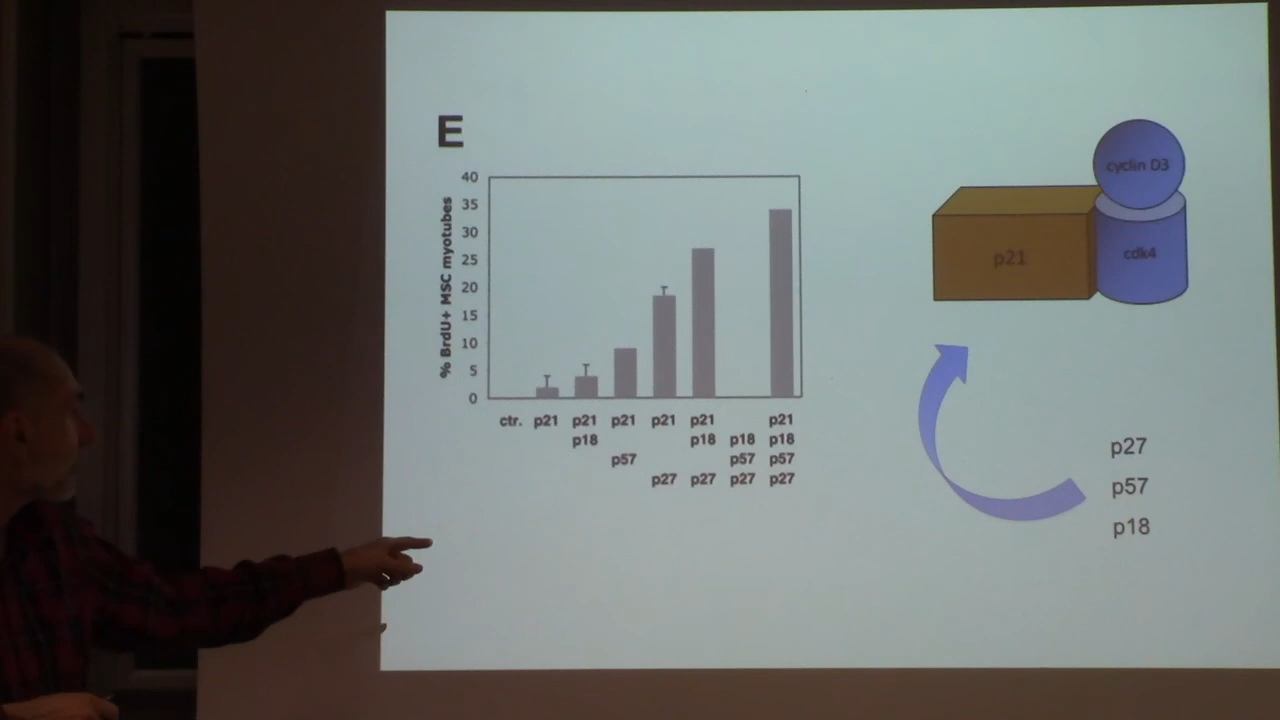 E
% BrdU+ MSC myotubes
40
35
30
25
20
15
10
5
0
ctr. p21 p21 p21 p21 p21 p21
p18 p18 p18 p18
p57 p57 p57
p27 p27 p27 p27
cyclin D3
p21
cdk4
p27
p57
p18